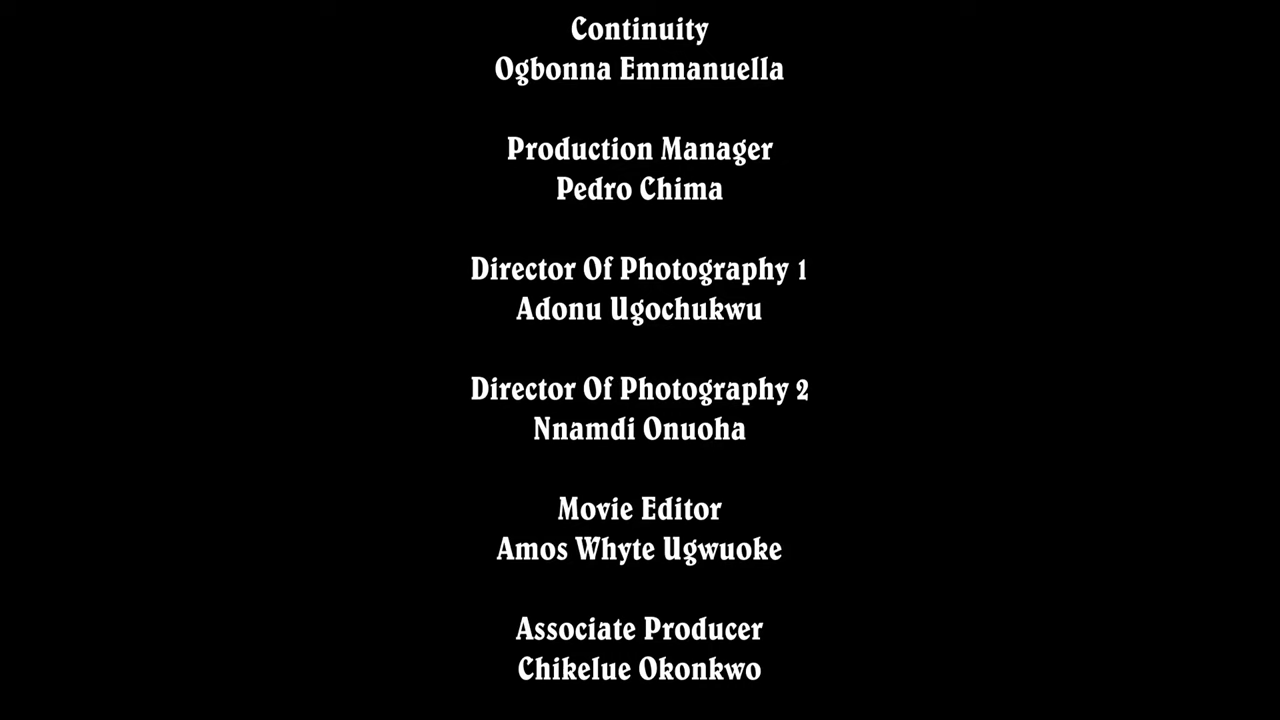 Continuity
Ogbonna Emmanuella
Production Manager
Pedro Chima
Director Of Photography 1
Adonu Ugochukwu
Director Of Photography 2
Nnamdi Onuoha
Movie Editor
Amos Whyte Ugwuoke
Associate Producer
Chikelue Okonkwo